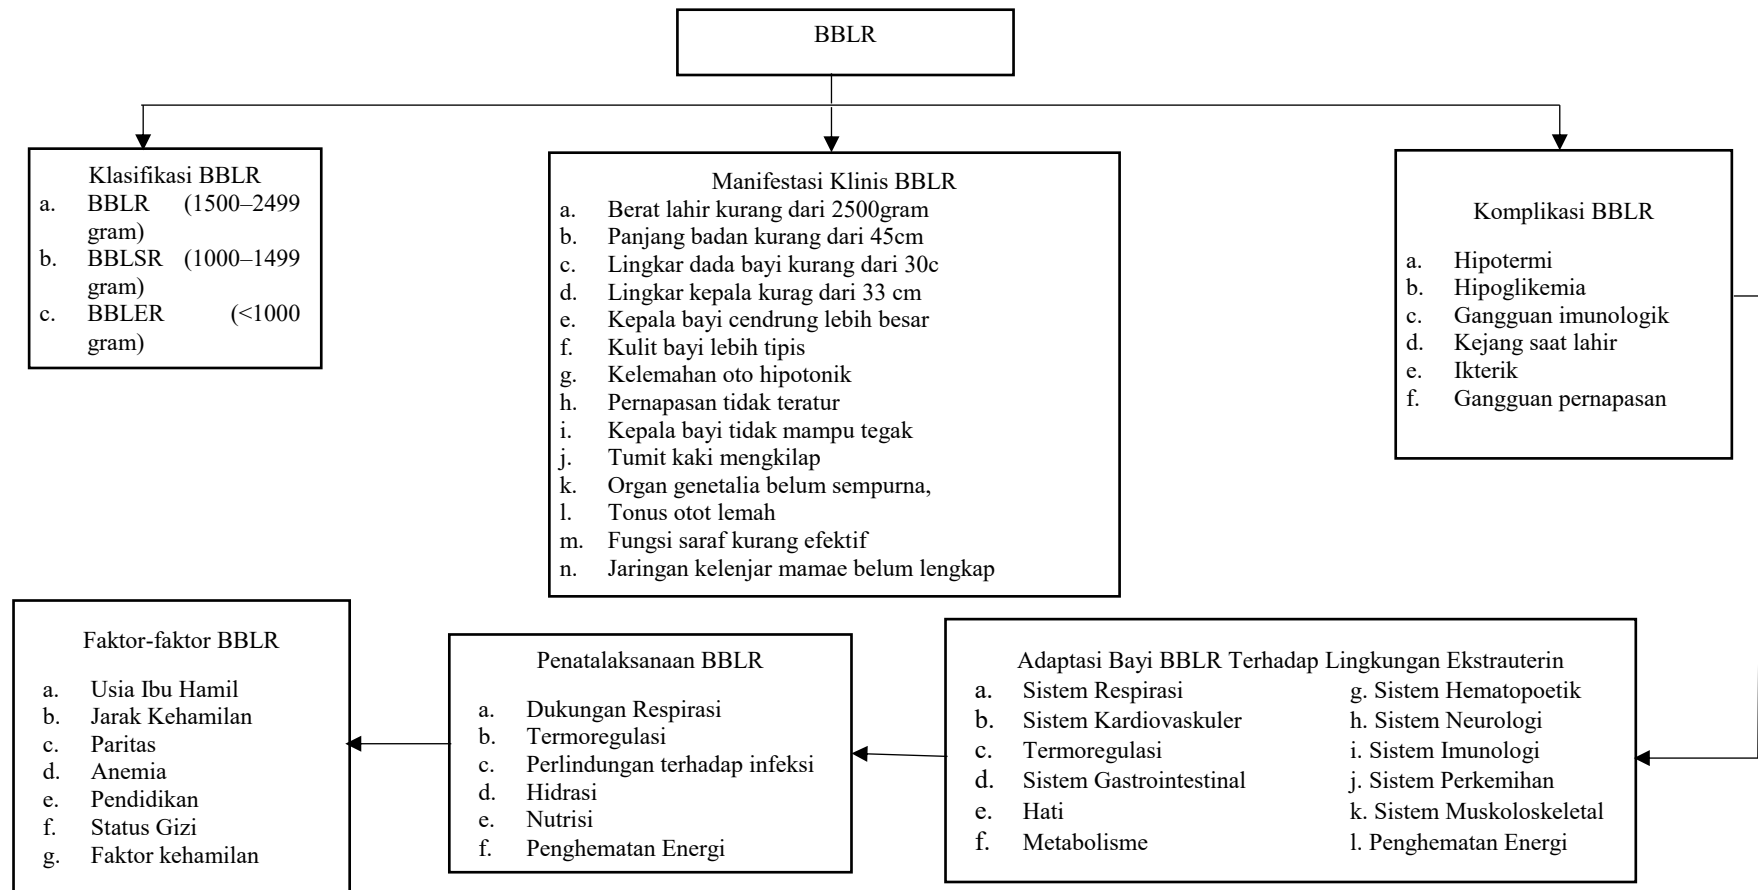 BBLR
Klasifikasi BBLR
a. BBLR (1500–2499
gram)
b. BBLSR (1000–1499
gram)
c. BBLER (<1000
gram)
Manifestasi Klinis BBLR
a. Berat lahir kurang dari 2500gram
b. Panjang badan kurang dari 45cm
c. Lingkar dada bayi kurang dari 30c
d. Lingkar kepala kurag dari 33 cm
e. Kepala bayi cendrung lebih besar
f. Kulit bayi lebih tipis
g. Kelemahan oto hipotonik
h. Pernapasan tidak teratur
i. Kepala bayi tidak mampu tegak
j. Tumit kaki mengkilap
k. Organ genetalia belum sempurna,
l. Tonus otot lemah
m. Fungsi saraf kurang efektif
n. Jaringan kelenjar mamae belum lengkap
Komplikasi BBLR
a. Hipotermi
b. Hipoglikemia
c. Gangguan imunologik
d. Kejang saat lahir
e. Ikterik
f. Gangguan pernapasan
Faktor-faktor BBLR
a. Usia Ibu Hamil
b. Jarak Kehamilan
c. Paritas
d. Anemia
e. Pendidikan
f. Status Gizi
g. Faktor kehamilan
Penatalaksanaan BBLR
a. Dukungan Respirasi
b. Termoregulasi
c. Perlindungan terhadap infeksi
d. Hidrasi
e. Nutrisi
f. Penghematan Energi
Adaptasi Bayi BBLR Terhadap Lingkungan Ekstrauterin
a. Sistem Respirasi
b. Sistem Kardiovaskuler
c. Termoregulasi
d. Sistem Gastrointestinal
e. Hati
f. Metabolisme
g. Sistem Hematopoetik
h. Sistem Neurologi
i. Sistem Imunologi
j. Sistem Perkemihan
k. Sistem Muskoloskeletal
l. Penghematan Energi